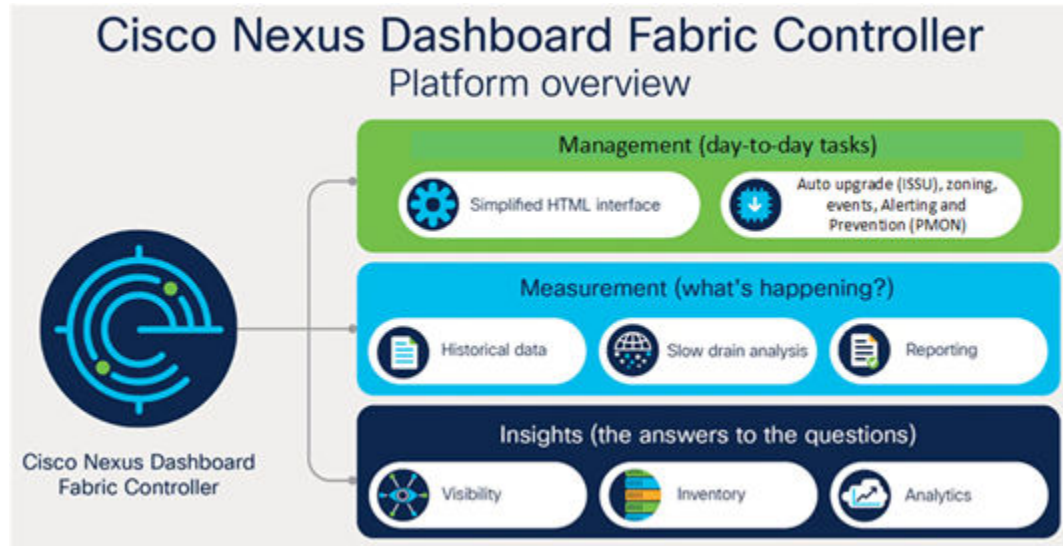 Cisco Nexus Dashboard Fabric Controller
Platform overview
Management (day-to-day tasks)
Simplified HTML interface
Auto upgrade (ISSU), zoning,
events, Alerting and
Prevention (PMON)
Measurement (what's happening?)
Historical data
Slow drain analysis
Reporting
Cisco Nexus Dashboard
Fabric Controller
Insights (the answers to the questions)
Visibility
Inventory
Analytics